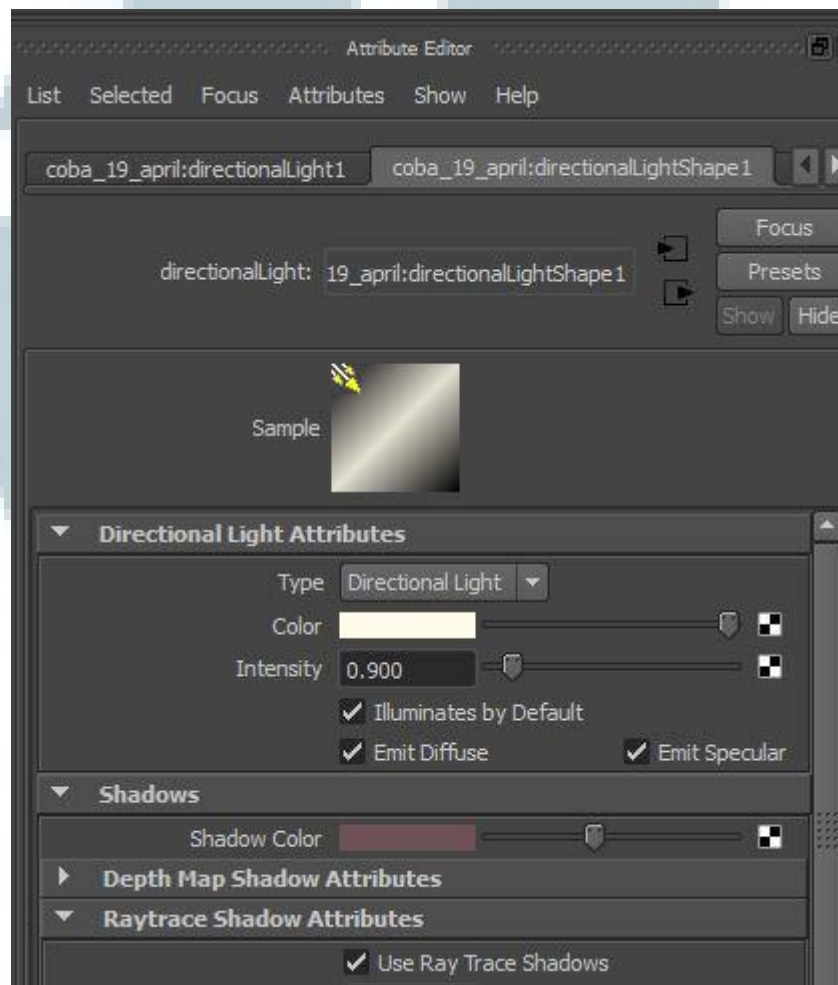 Attribute Editor
List Selected Focus Attributes Show Help
coba_19_april:directionalLight1 coba_19_april:directionalLightShape1
Focus
directionalLight: 19_april:directionalLightShape1 Presets
Show Hide
Sample
Directional Light Attributes
Type Directional Light
Color
Intensity 0.900
Illuminates by Default
Emit Diffuse Emit Specular
Shadows
Shadow Color
Depth Map Shadow Attributes
Raytrace Shadow Attributes
Use Ray Trace Shadows